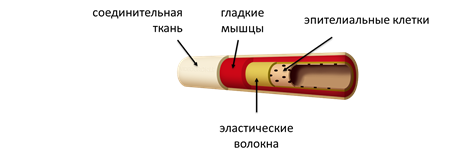 соединительная
ткань
гладкие
мышцы
эпителиальные клетки
эластические
волокна